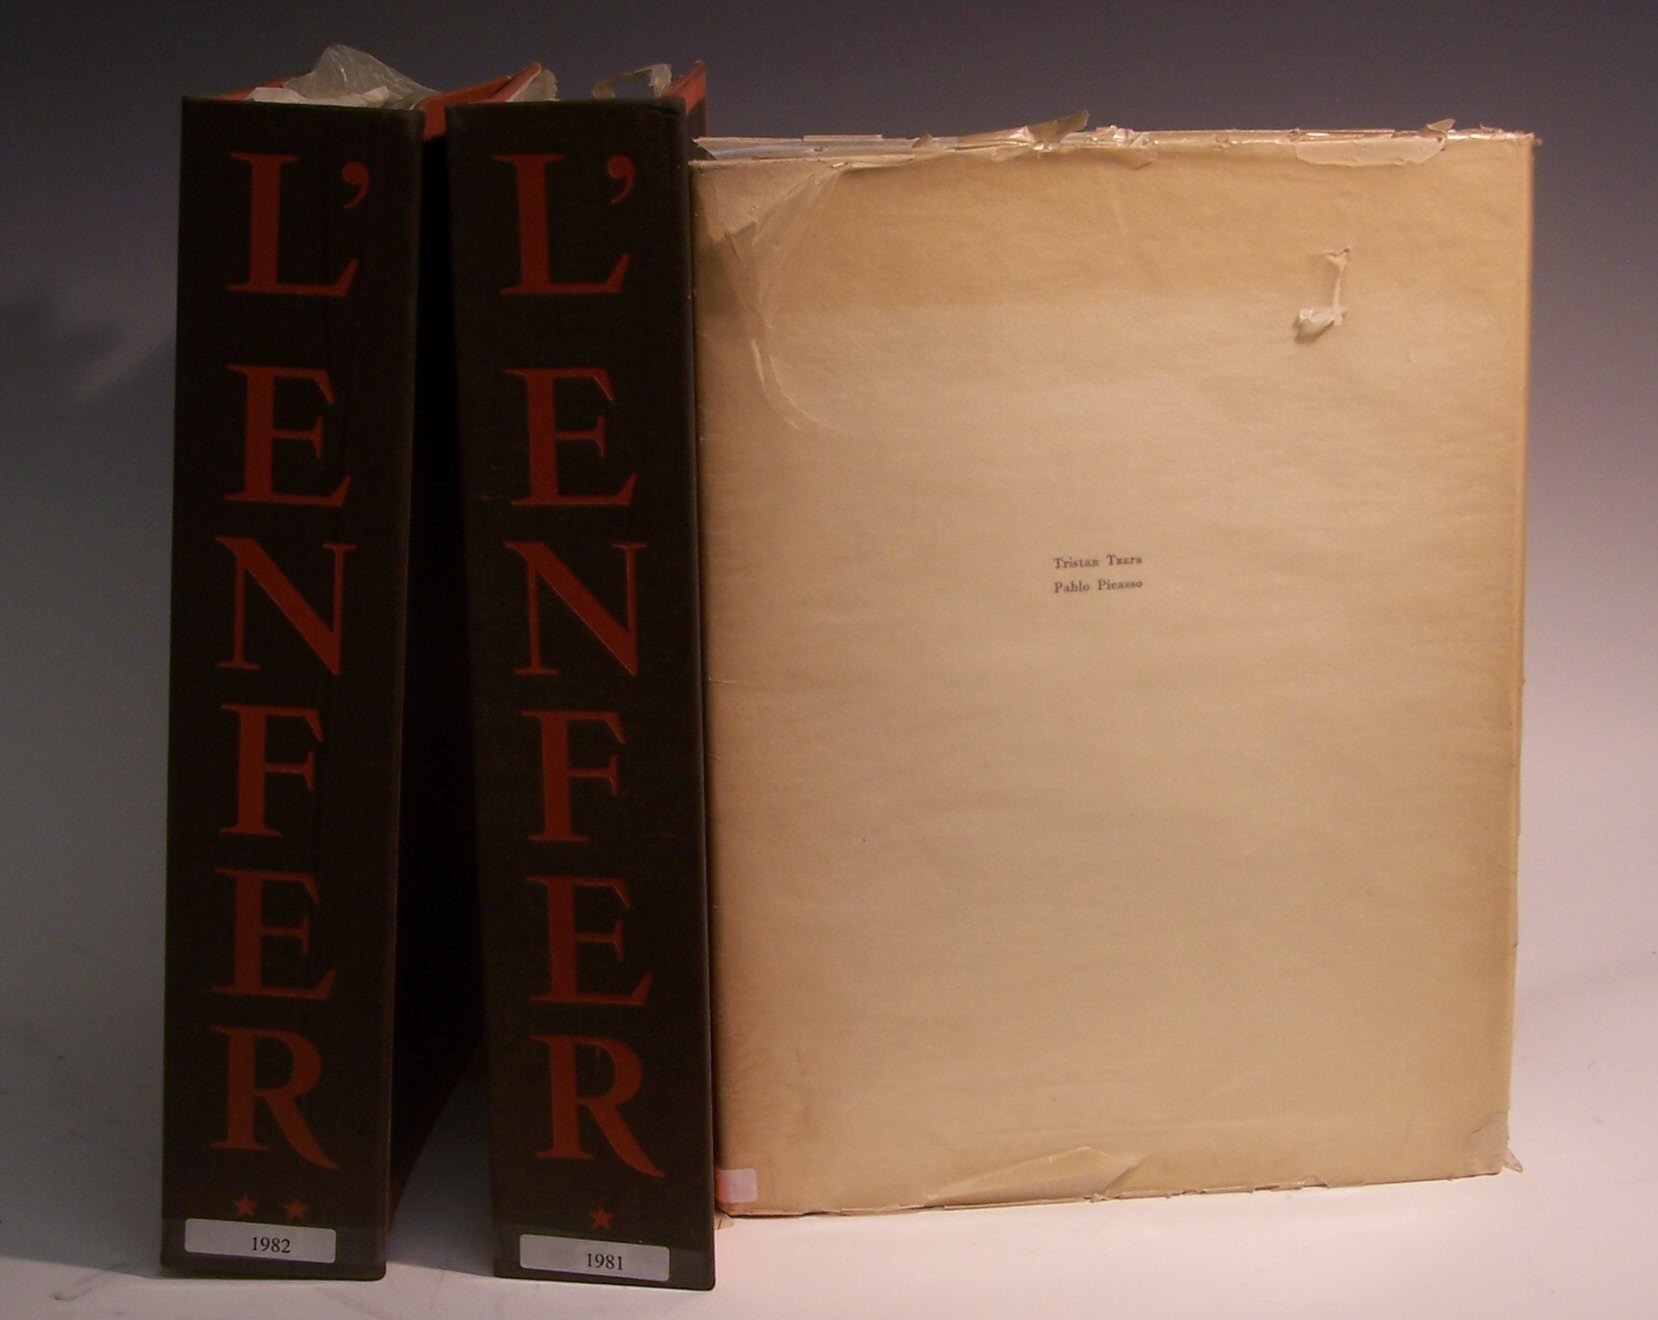 L'ENFER
★★
1982
L'ENFER
★
1981
Tristan Tzara
Pablo Picasso